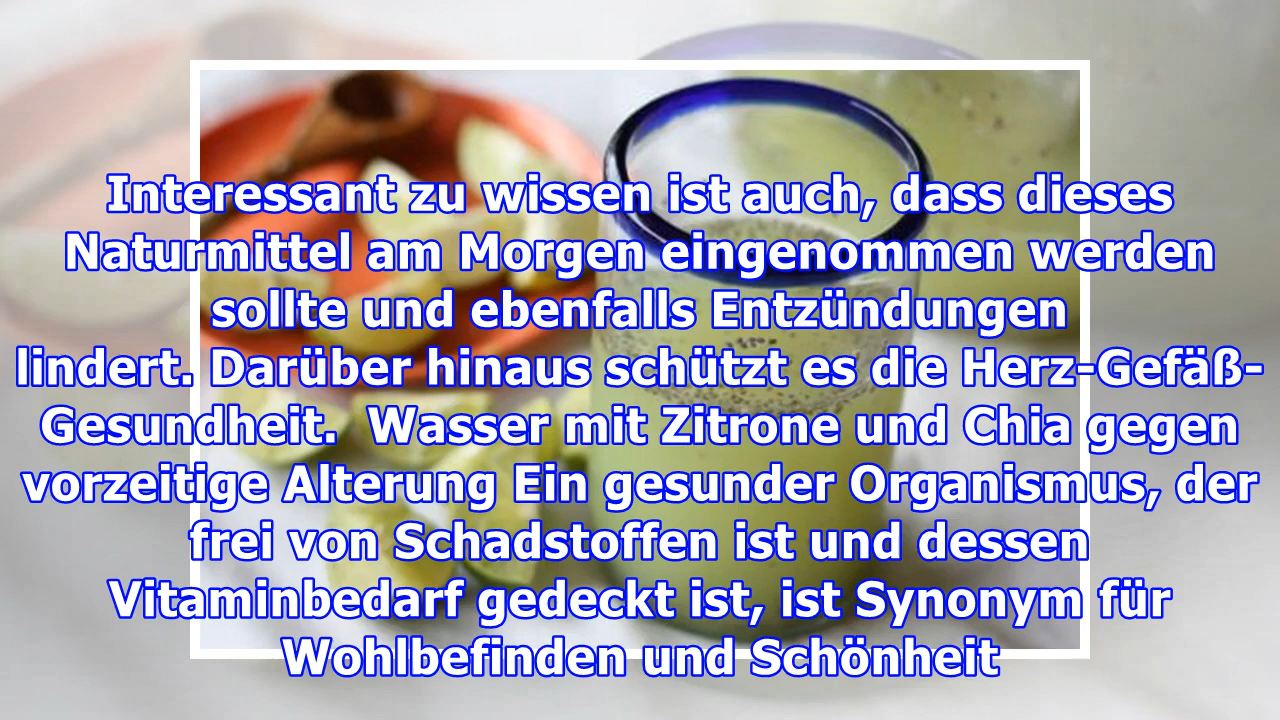 Interessant zu wissen ist auch, dass dieses
Naturmittel am Morgen eingenommen werden
sollte und ebenfalls Entzündungen
lindert. Darüber hinaus schützt es die Herz-Gefäß-
Gesundheit.  Wasser mit Zitrone und Chia gegen
vorzeitige Alterung Ein gesunder Organismus, der
frei von Schadstoffen ist und dessen
Vitaminbedarf gedeckt ist, ist Synonym für
Wohlbefinden und Schönheit